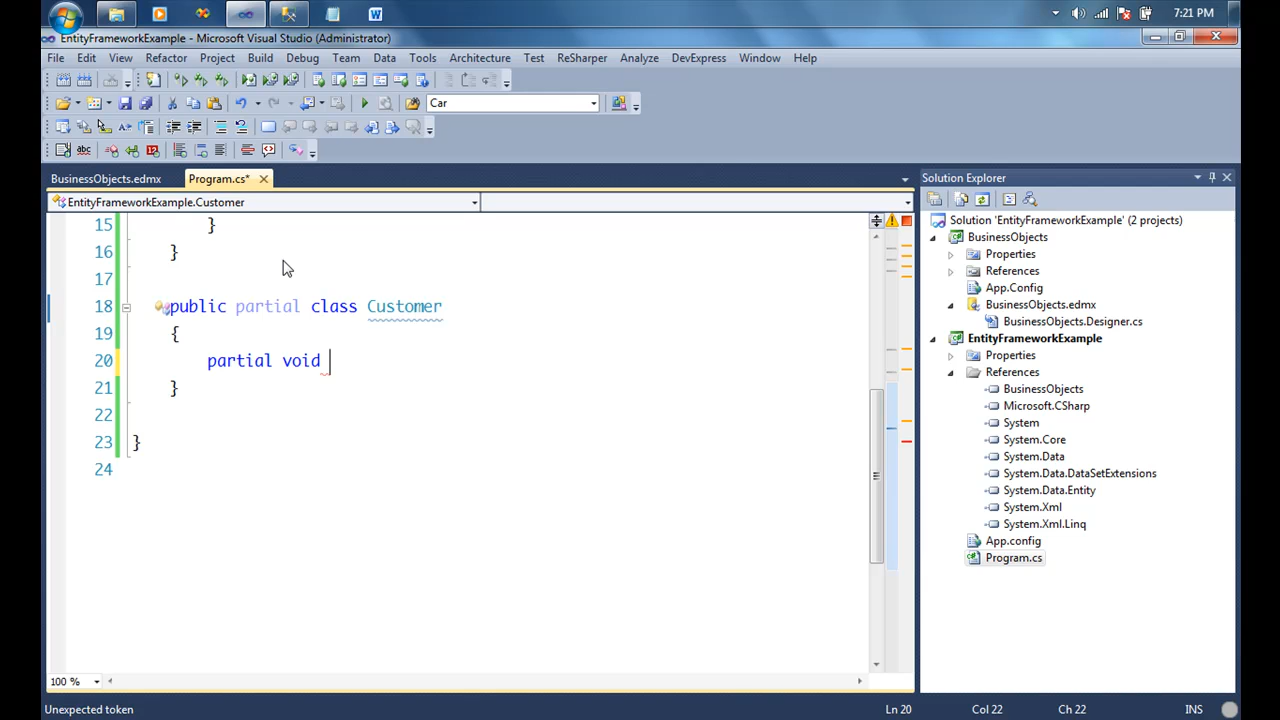 7:21 PM
EntityFrameworkExample - Microsoft Visual Studio (Administrator)
File Edit View Refactor Project Build Debug Team Data Tools Architecture Test ReSharper Analyze DevExpress Window Help
Car
BusinessObjects.edmx Program.cs*
EntityFrameworkExample.Customer
15 }
16 }
17
18 public partial class Customer
19 {
20 partial void
21 }
22
23 }
24
100 %
Solution Explorer
Solution 'EntityFrameworkExample' (2 projects)
BusinessObjects
Properties
References
App.Config
BusinessObjects.edmx
BusinessObjects.Designer.cs
EntityFrameworkExample
Properties
References
BusinessObjects
Microsoft.CSharp
System
System.Core
System.Data
System.Data.DataSetExtensions
System.Data.Entity
System.Xml
System.Xml.Linq
App.config
Program.cs
Unexpected token Ln 20 Col 22 Ch 22 INS